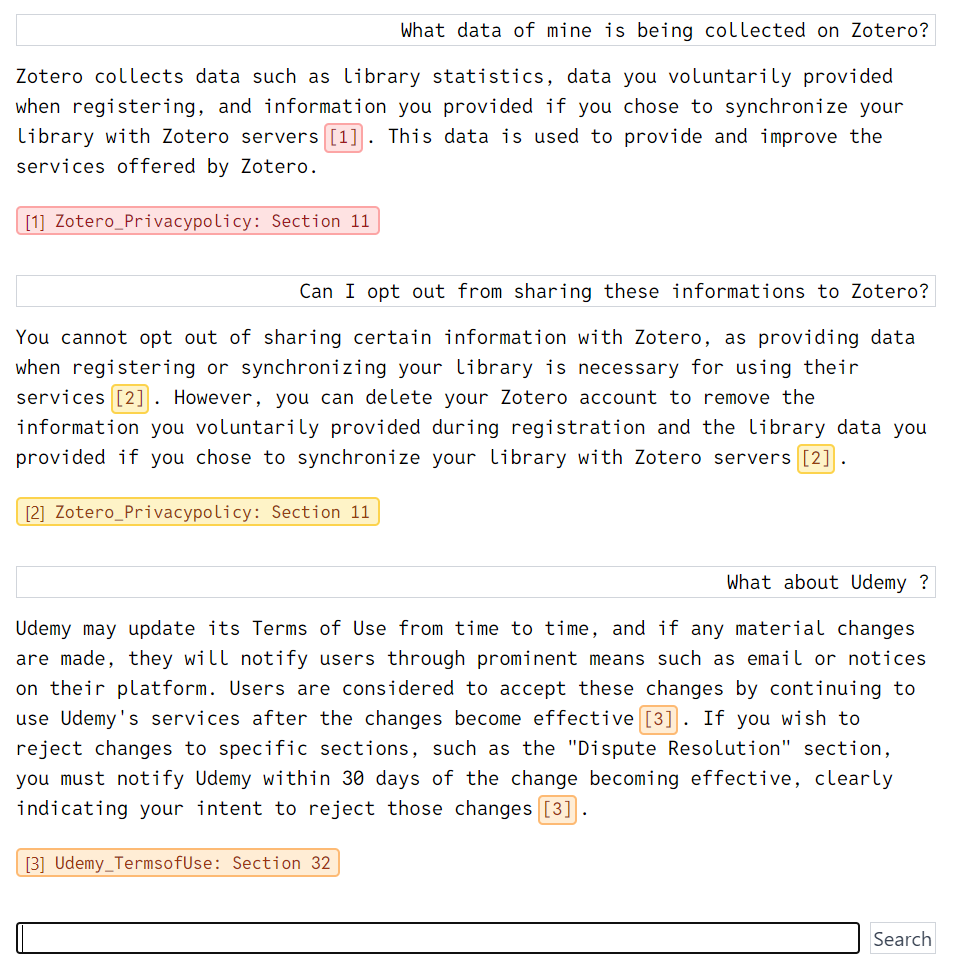 What data of mine is being collected on Zotero?
Zotero collects data such as library statistics, data you voluntarily provided
when registering, and information you provided if you chose to synchronize your
library with Zotero servers [1]. This data is used to provide and improve the
services offered by Zotero.
[1] Zotero_Privacypolicy: Section 11
Can I opt out from sharing these informations to Zotero?
You cannot opt out of sharing certain information with Zotero, as providing data
when registering or synchronizing your library is necessary for using their
services [2]. However, you can delete your Zotero account to remove the
information you voluntarily provided during registration and the library data you
provided if you chose to synchronize your library with Zotero servers [2].
[2] Zotero_Privacypolicy: Section 11
What about Udemy ?
Udemy may update its Terms of Use from time to time, and if any material changes
are made, they will notify users through prominent means such as email or notices
on their platform. Users are considered to accept these changes by continuing to
use Udemy's services after the changes become effective [3]. If you wish to
reject changes to specific sections, such as the "Dispute Resolution" section,
you must notify Udemy within 30 days of the change becoming effective, clearly
indicating your intent to reject those changes [3].
[3] Udemy_TermsofUse: Section 32
Search